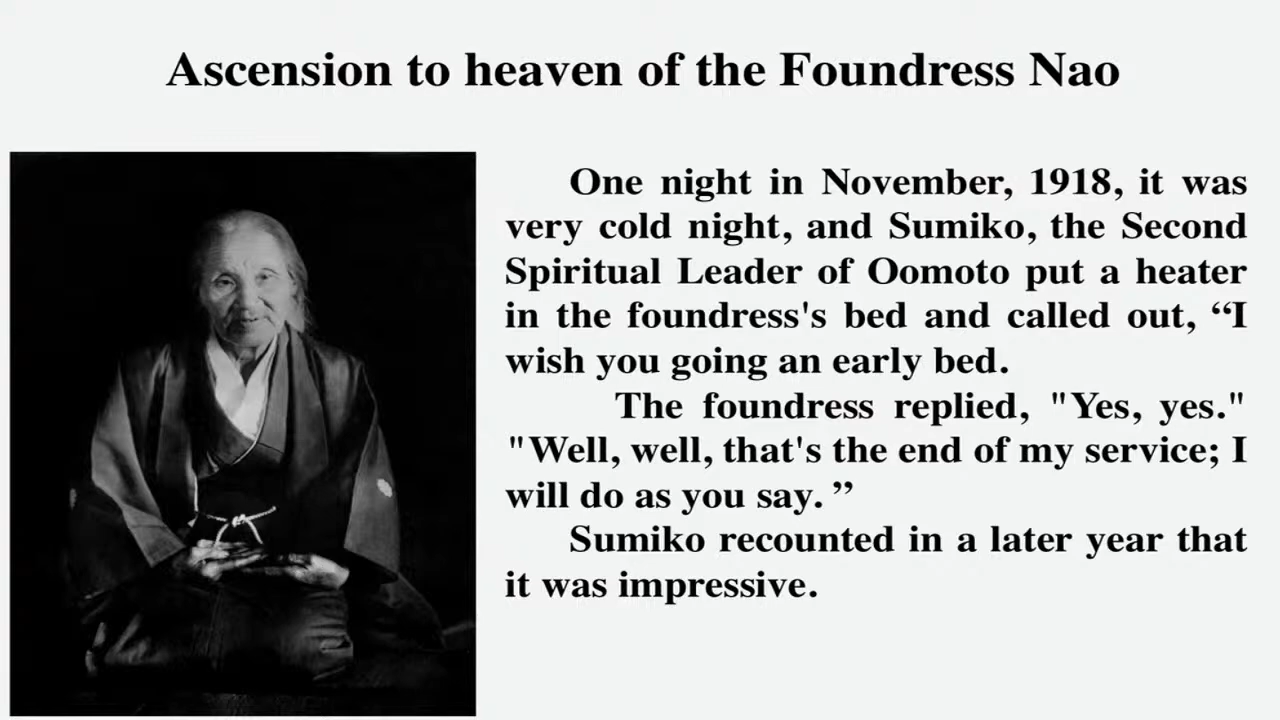 Ascension to heaven of the Foundress Nao
One night in November, 1918, it was
very cold night, and Sumiko, the Second
Spiritual Leader of Oomoto put a heater
in the foundress's bed and called out, “I
wish you going an early bed.
The foundress replied, "Yes, yes."
"Well, well, that's the end of my service; I
will do as you say. ”
Sumiko recounted in a later year that
it was impressive.